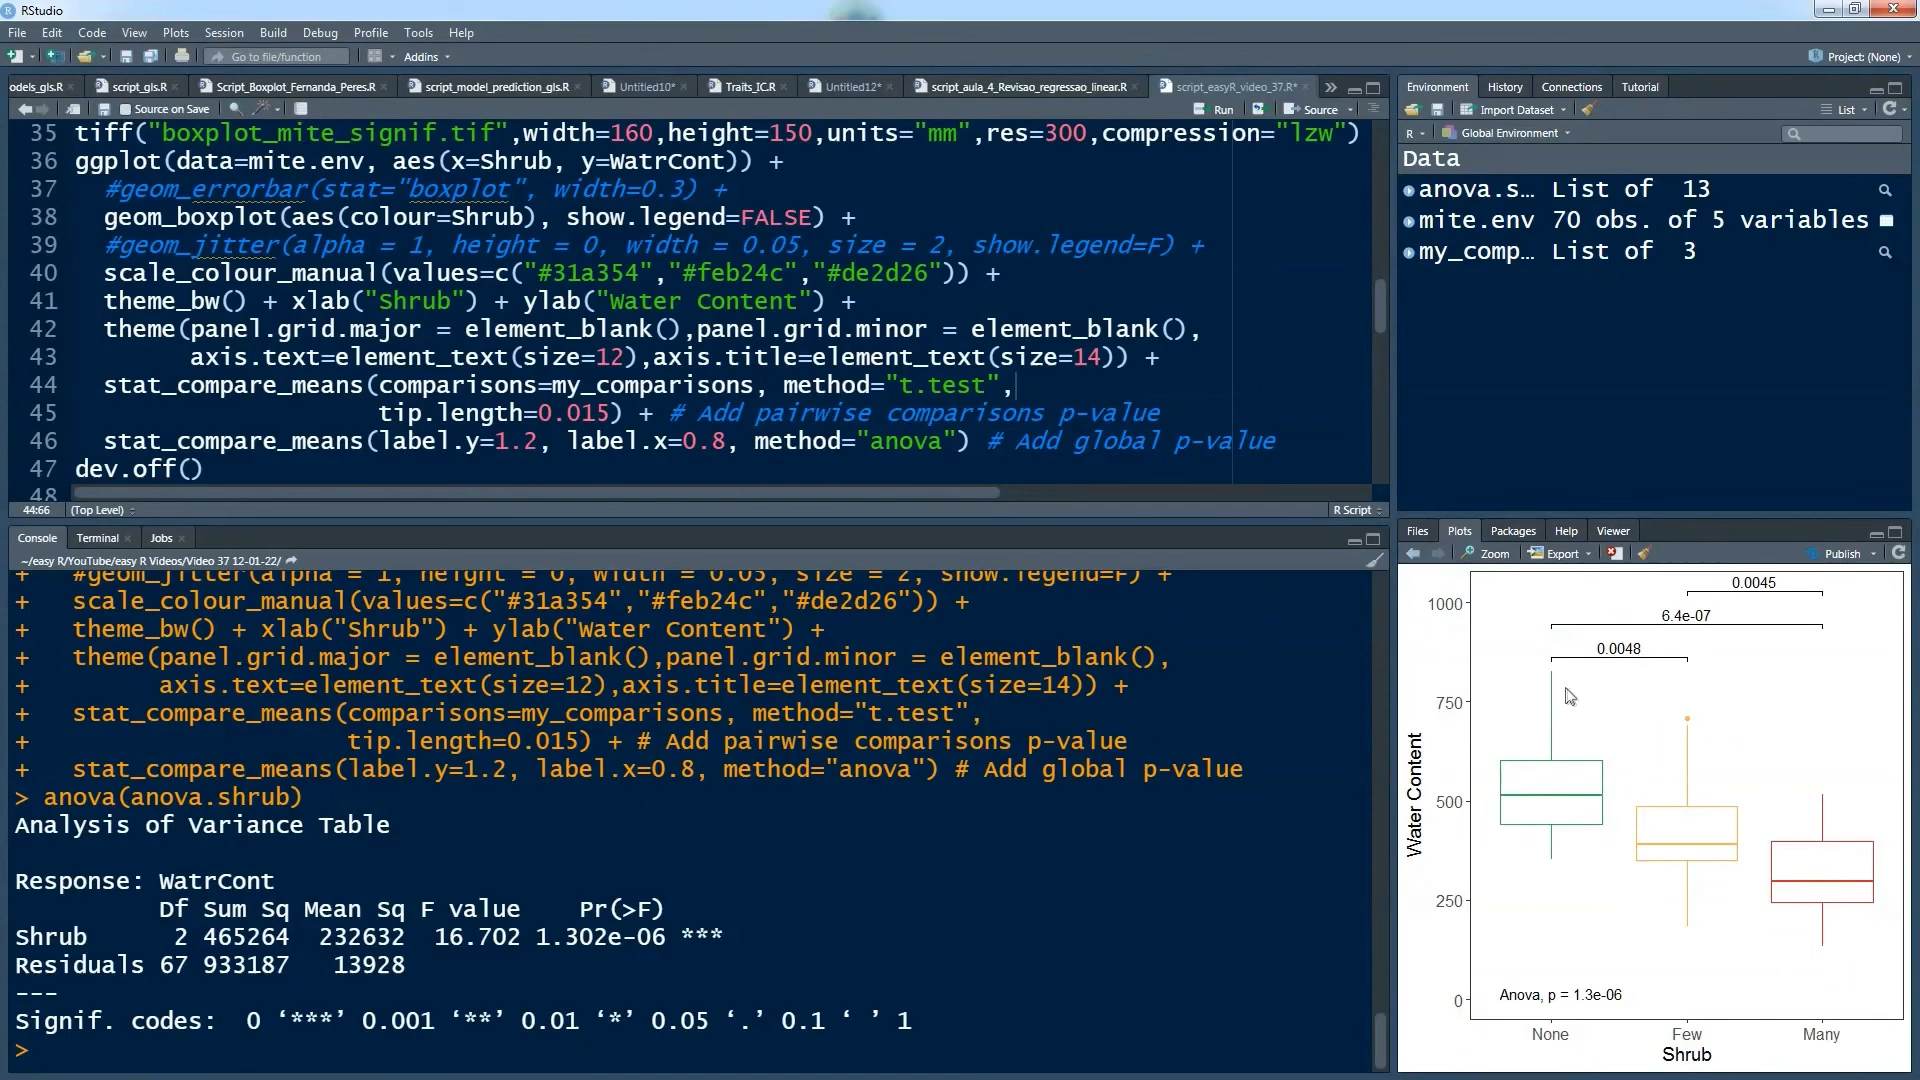 RStudio
File Edit Code View Plots Session Build Debug Profile Tools Help
Go to file/function Addins Project: (None)
odels_gls.R script_gls.R Script_Boxplot_Fernanda_Peres.R script_model_prediction_gls.R Untitled10* Traits_IC.R Untitled12* script_aula_4_Revisao_regressao_linear.R script_easyR_video_37.R*
Source on Save Run Source
35 tiff("boxplot_mite_signif.tif",width=160,height=150,units="mm",res=300,compression="lzw")
36 ggplot(data=mite.env, aes(x=Shrub, y=WatrCont)) +
37 #geom_errorbar(stat="boxplot", width=0.3) +
38 geom_boxplot(aes(colour=Shrub), show.legend=FALSE) +
39 #geom_jitter(alpha = 1, height = 0, width = 0.05, size = 2, show.legend=F) +
40 scale_colour_manual(values=c("#31a354","#feb24c","#de2d26")) +
41 theme_bw() + xlab("Shrub") + ylab("Water Content") +
42 theme(panel.grid.major = element_blank(),panel.grid.minor = element_blank(),
43 axis.text=element_text(size=12),axis.title=element_text(size=14)) +
44 stat_compare_means(comparisons=my_comparisons, method="t.test",
45 tip.length=0.015) + # Add pairwise comparisons p-value
46 stat_compare_means(label.y=1.2, label.x=0.8, method="anova") # Add global p-value
47 dev.off()
48
44:66 (Top Level) R Script
Console Terminal Jobs
~/easy R/YouTube/easy R Videos/Video 37 12-01-22/
+ #geom_jitter(alpha = 1, height = 0, width = 0.05, size = 2, show.legend=F) +
+ scale_colour_manual(values=c("#31a354","#feb24c","#de2d26")) +
+ theme_bw() + xlab("Shrub") + ylab("Water Content") +
+ theme(panel.grid.major = element_blank(),panel.grid.minor = element_blank(),
+ axis.text=element_text(size=12),axis.title=element_text(size=14)) +
+ stat_compare_means(comparisons=my_comparisons, method="t.test",
+ tip.length=0.015) + # Add pairwise comparisons p-value
+ stat_compare_means(label.y=1.2, label.x=0.8, method="anova") # Add global p-value
> anova(anova.shrub)
Analysis of Variance Table
Response: WatrCont
Df Sum Sq Mean Sq F value Pr(>F)
Shrub 2 465264 232632 16.702 1.302e-06 ***
Residuals 67 933187 13928
---
Signif. codes: 0 ‘***’ 0.001 ‘**’ 0.01 ‘*’ 0.05 ‘.’ 0.1 ‘ ’ 1
>
Environment History Connections Tutorial
Import Dataset List
R Global Environment
Data
anova.s... List of 13
mite.env 70 obs. of 5 variables
my_comp... List of 3
Files Plots Packages Help Viewer
Zoom Export Publish
0.0045
6.4e-07
0.0048
1000
750
500
250
0
Water Content
Anova, p = 1.3e-06
None Few Many
Shrub